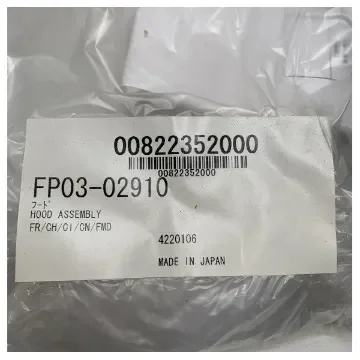 00822352000
00822352000
FP03-02910
フード
HOOD ASSEMBLY
FR/CH/CI/CN/FMD
4220106
MADE IN JAPAN